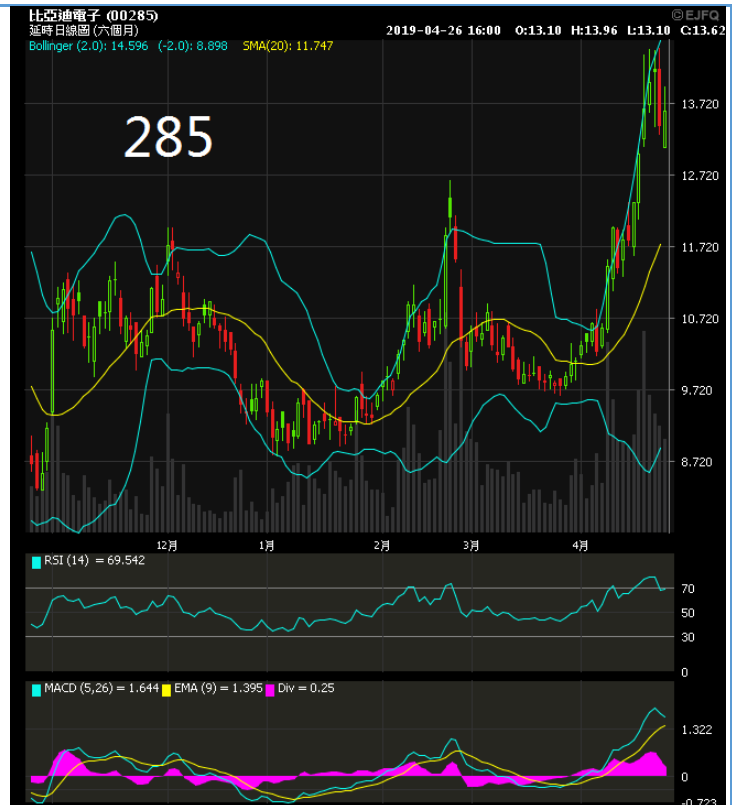 比亞迪電子 (00285)
©EJFQ
延時日線圖 (六個月)
2019-04-26 16:00 O:13.10 H:13.96 L:13.10 C:13.62
Bollinger (2.0): 14.596 (-2.0): 8.898 SMA(20): 11.747
285
13.720
12.720
11.720
10.720
9.720
8.720
12月 1月 2月 3月 4月
RSI (14) = 69.542
70
50
30
0
MACD (5,26) = 1.644 EMA (9) = 1.395 Div = 0.25
1.322
0
-0.723